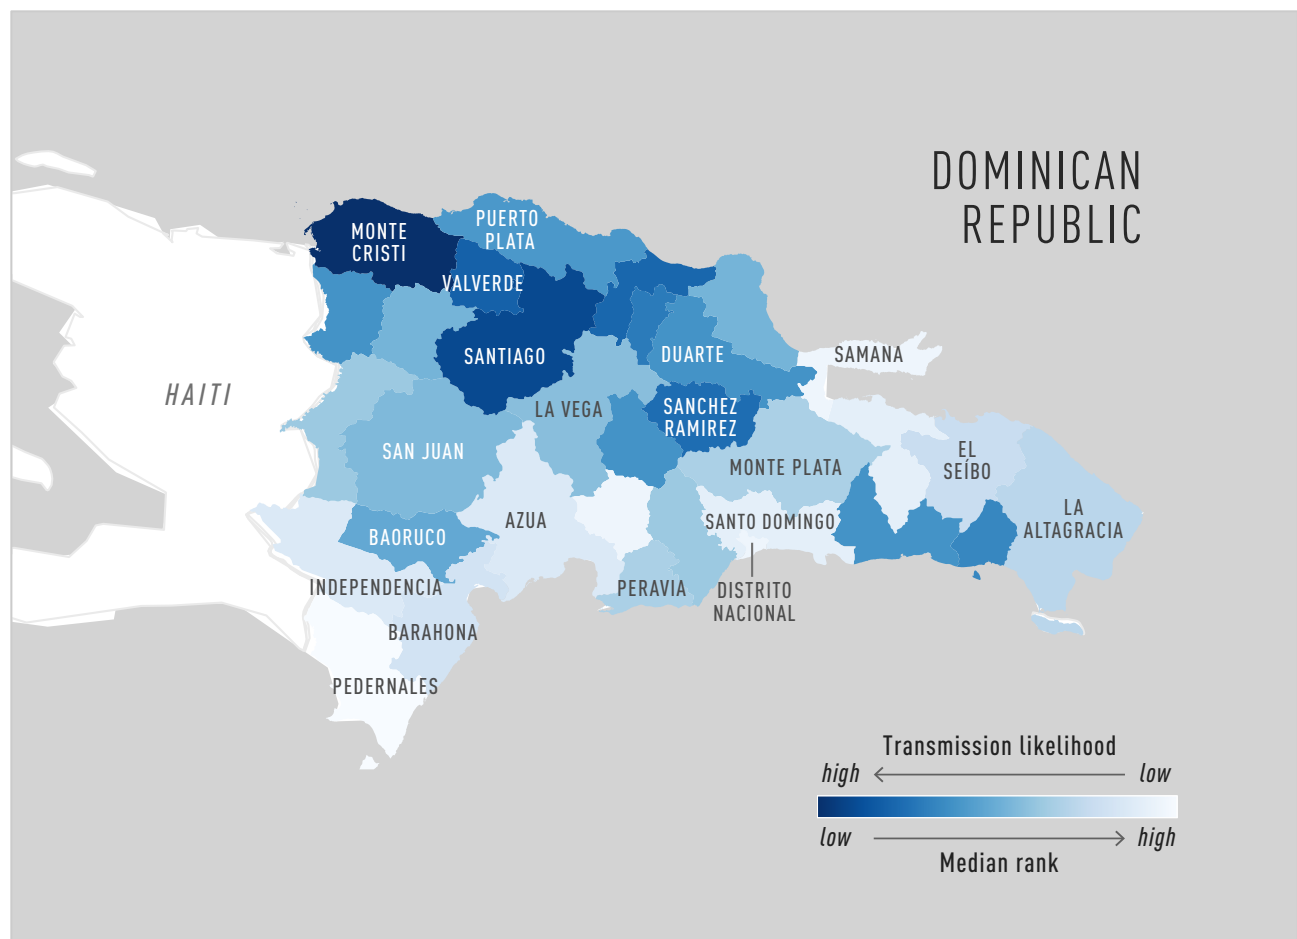 DOMINICAN
REPUBLIC
PUERTO
PLATA
MONTE
CRISTI
VALVERDE
SANTIAGO
DUARTE
SAMANA
HAITI
LA VEGA
SANCHEZ
RAMIREZ
SAN JUAN
MONTE PLATA
EL
SEÍBO
LA
ALTAGRACIA
AZUA
SANTO DOMINGO
BAORUCO
INDEPENDENCIA
PERAVIA
DISTRITO
NACIONAL
BARAHONA
PEDERNALES
Transmission likelihood
high low
low high
Median rank